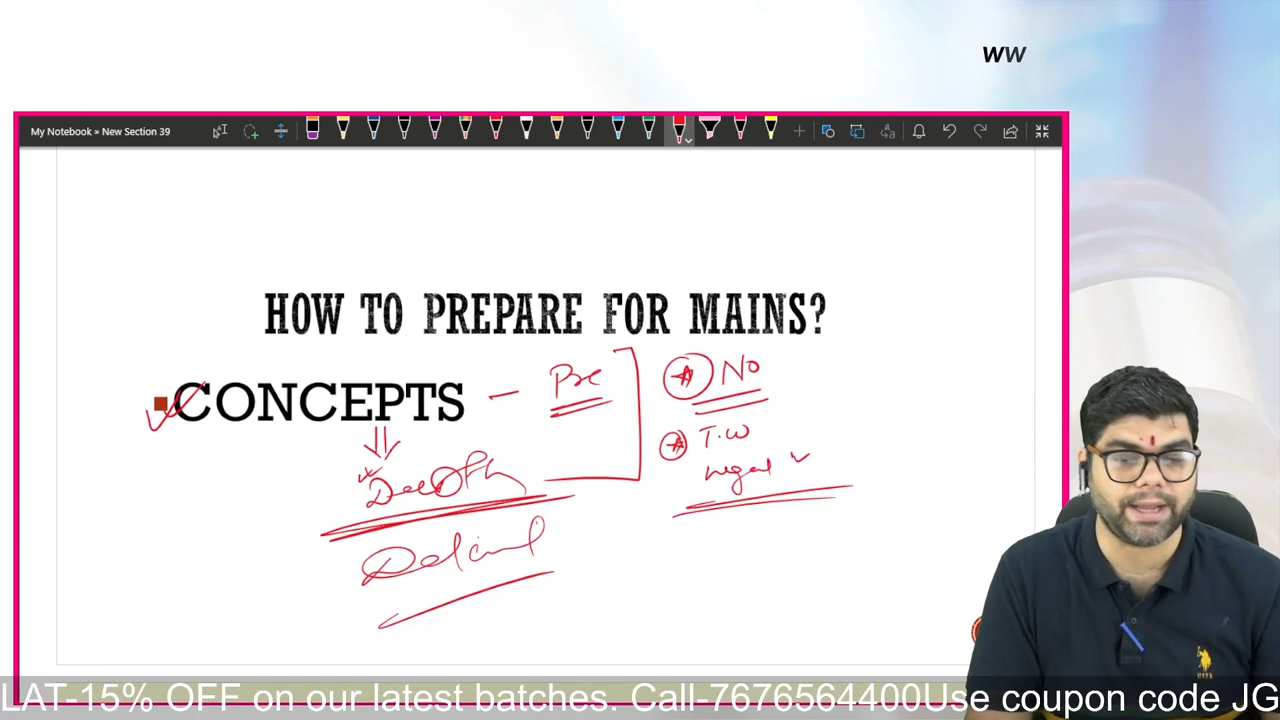 WW
My Notebook » New Section 39
HOW TO PREPARE FOR MAINS?
CONCEPTS - Pre
No
T.W
Depth
LAT-15% OFF on our latest batches. Call-7676564400Use coupon code JG